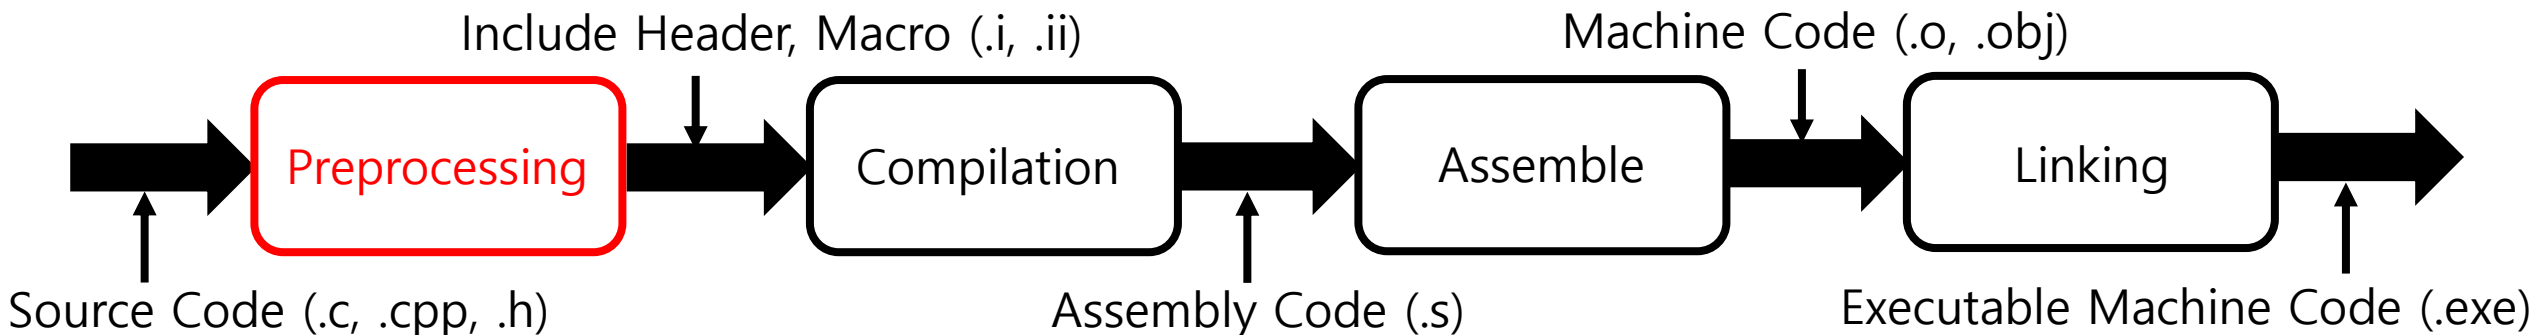 Include Header, Macro (.i, .ii)
Machine Code (.o, .obj)
Preprocessing
Compilation
Assemble
Linking
Source Code (.c, .cpp, .h)
Assembly Code (.s)
Executable Machine Code (.exe)